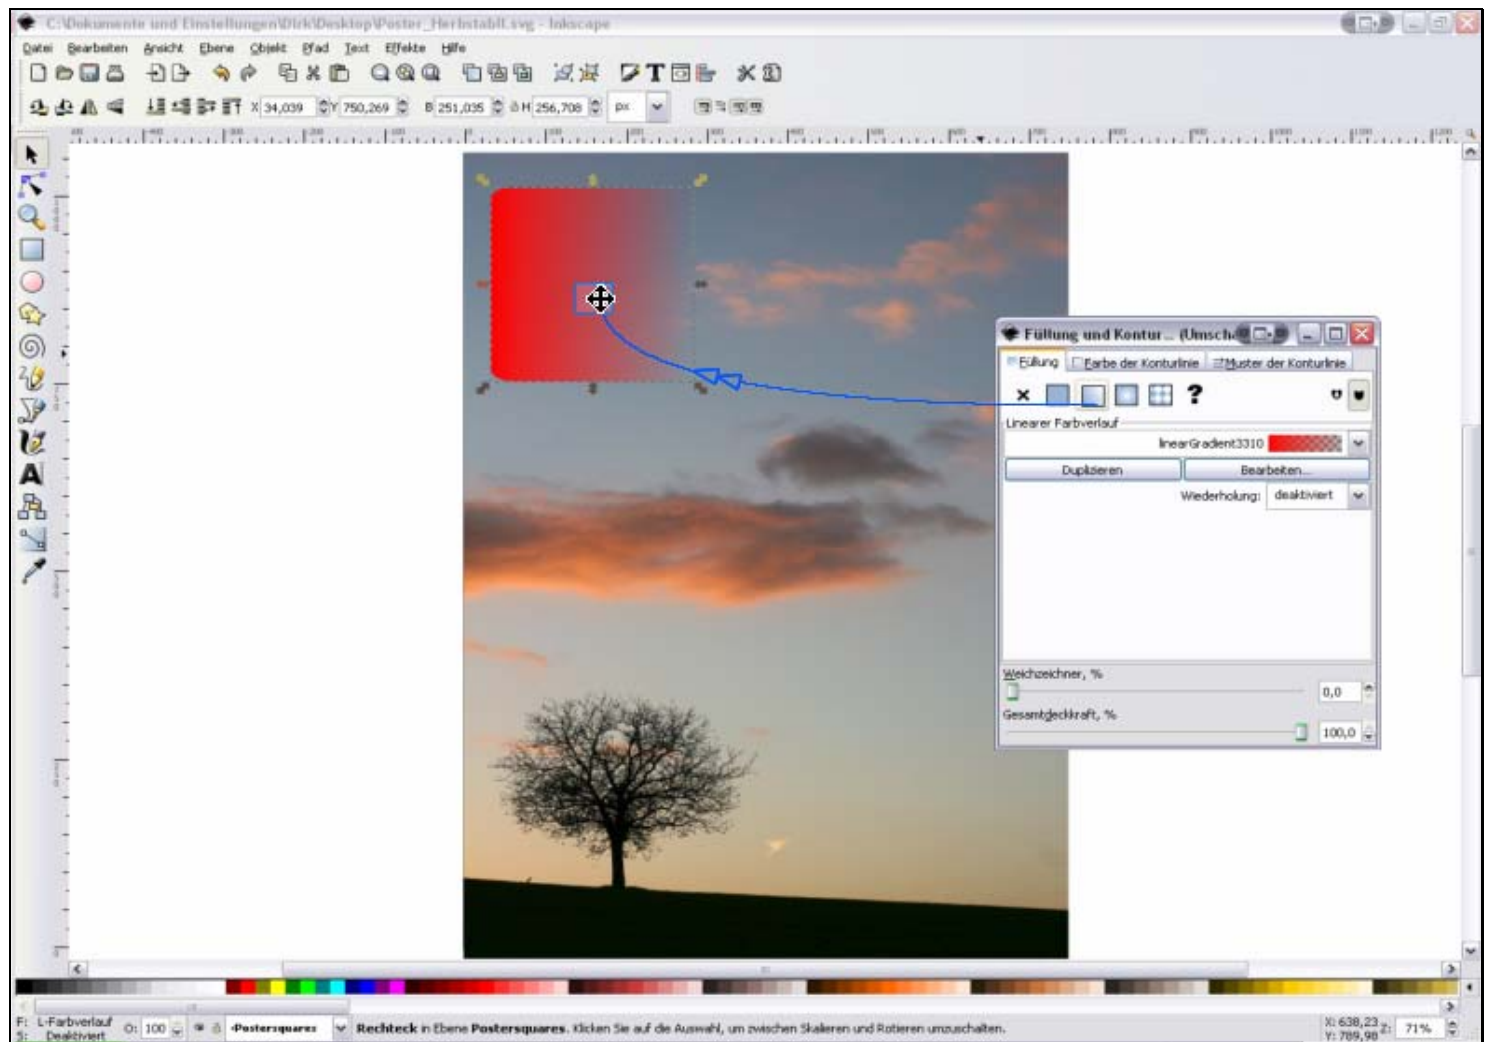 C:\Dokumente und Einstellungen\Dirk\Desktop\Poster_Herbstabll.svg - Inkscape
Datei Bearbeiten Ansicht Ebene Objekt Pfad Text Effekte Hilfe
X 34,039 Y 750,269 B 251,035 H 256,708 px
Füllung und Kontur... (Umscha
Füllung Farbe der Konturlinie Muster der Konturlinie
?
Linearer Farbverlauf
linearGradient3310
Duplizieren Bearbeiten...
Wiederholung: deaktiviert
Weichzeichner, %
0,0
Gesamtdeckkraft, %
100,0
F: L-Farbverlauf O: 100 Postersquares Rechteck in Ebene Postersquares. Klicken Sie auf die Auswahl, um zwischen Skalieren und Rotieren umzuschalten. X: 638,23 Z: 71%
S: Deaktiviert Y: 789,98